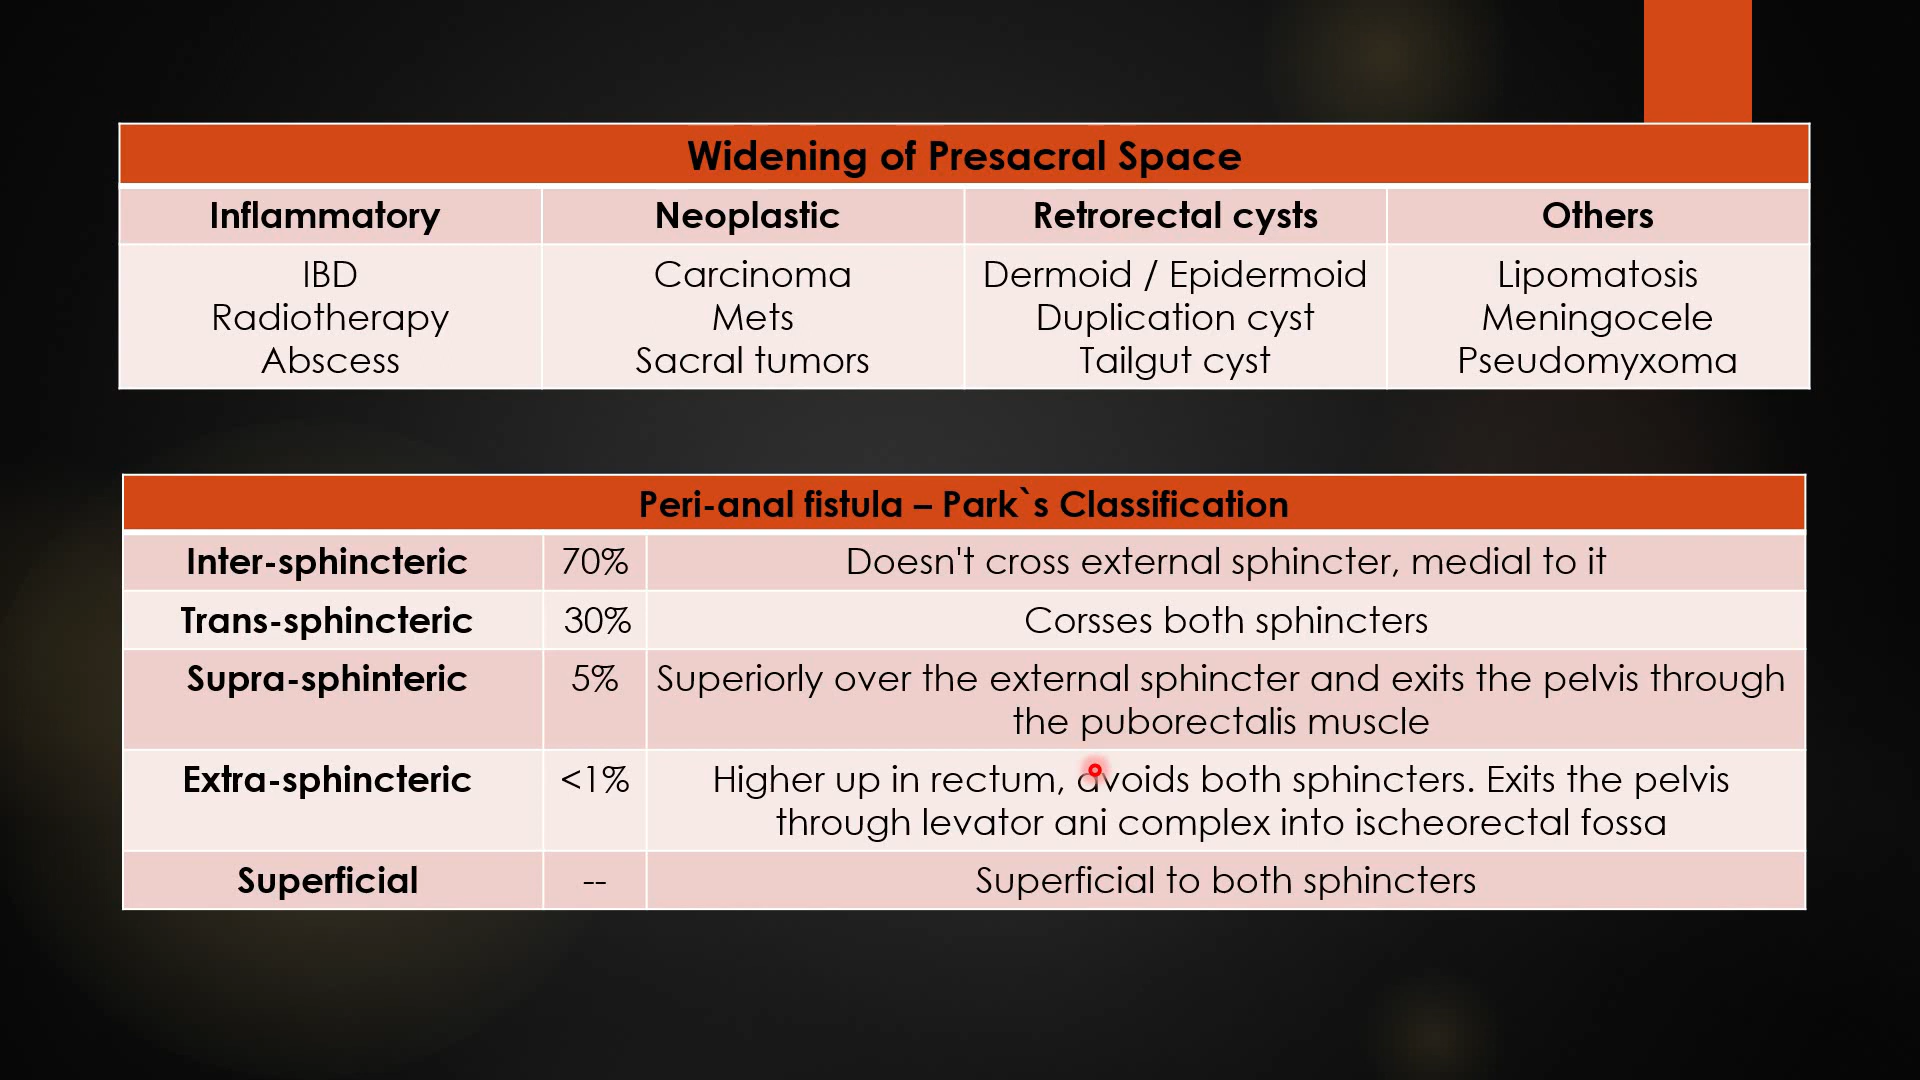 Widening of Presacral Space
Inflammatory Neoplastic Retrorectal cysts Others
IBD Carcinoma Dermoid / Epidermoid Lipomatosis
Radiotherapy Mets Duplication cyst Meningocele
Abscess Sacral tumors Tailgut cyst Pseudomyxoma
Peri-anal fistula – Park`s Classification
Inter-sphincteric 70% Doesn't cross external sphincter, medial to it
Trans-sphincteric 30% Corsses both sphincters
Supra-sphinteric 5% Superiorly over the external sphincter and exits the pelvis through
the puborectalis muscle
Extra-sphincteric <1% Higher up in rectum, avoids both sphincters. Exits the pelvis
through levator ani complex into ischeorectal fossa
Superficial -- Superficial to both sphincters